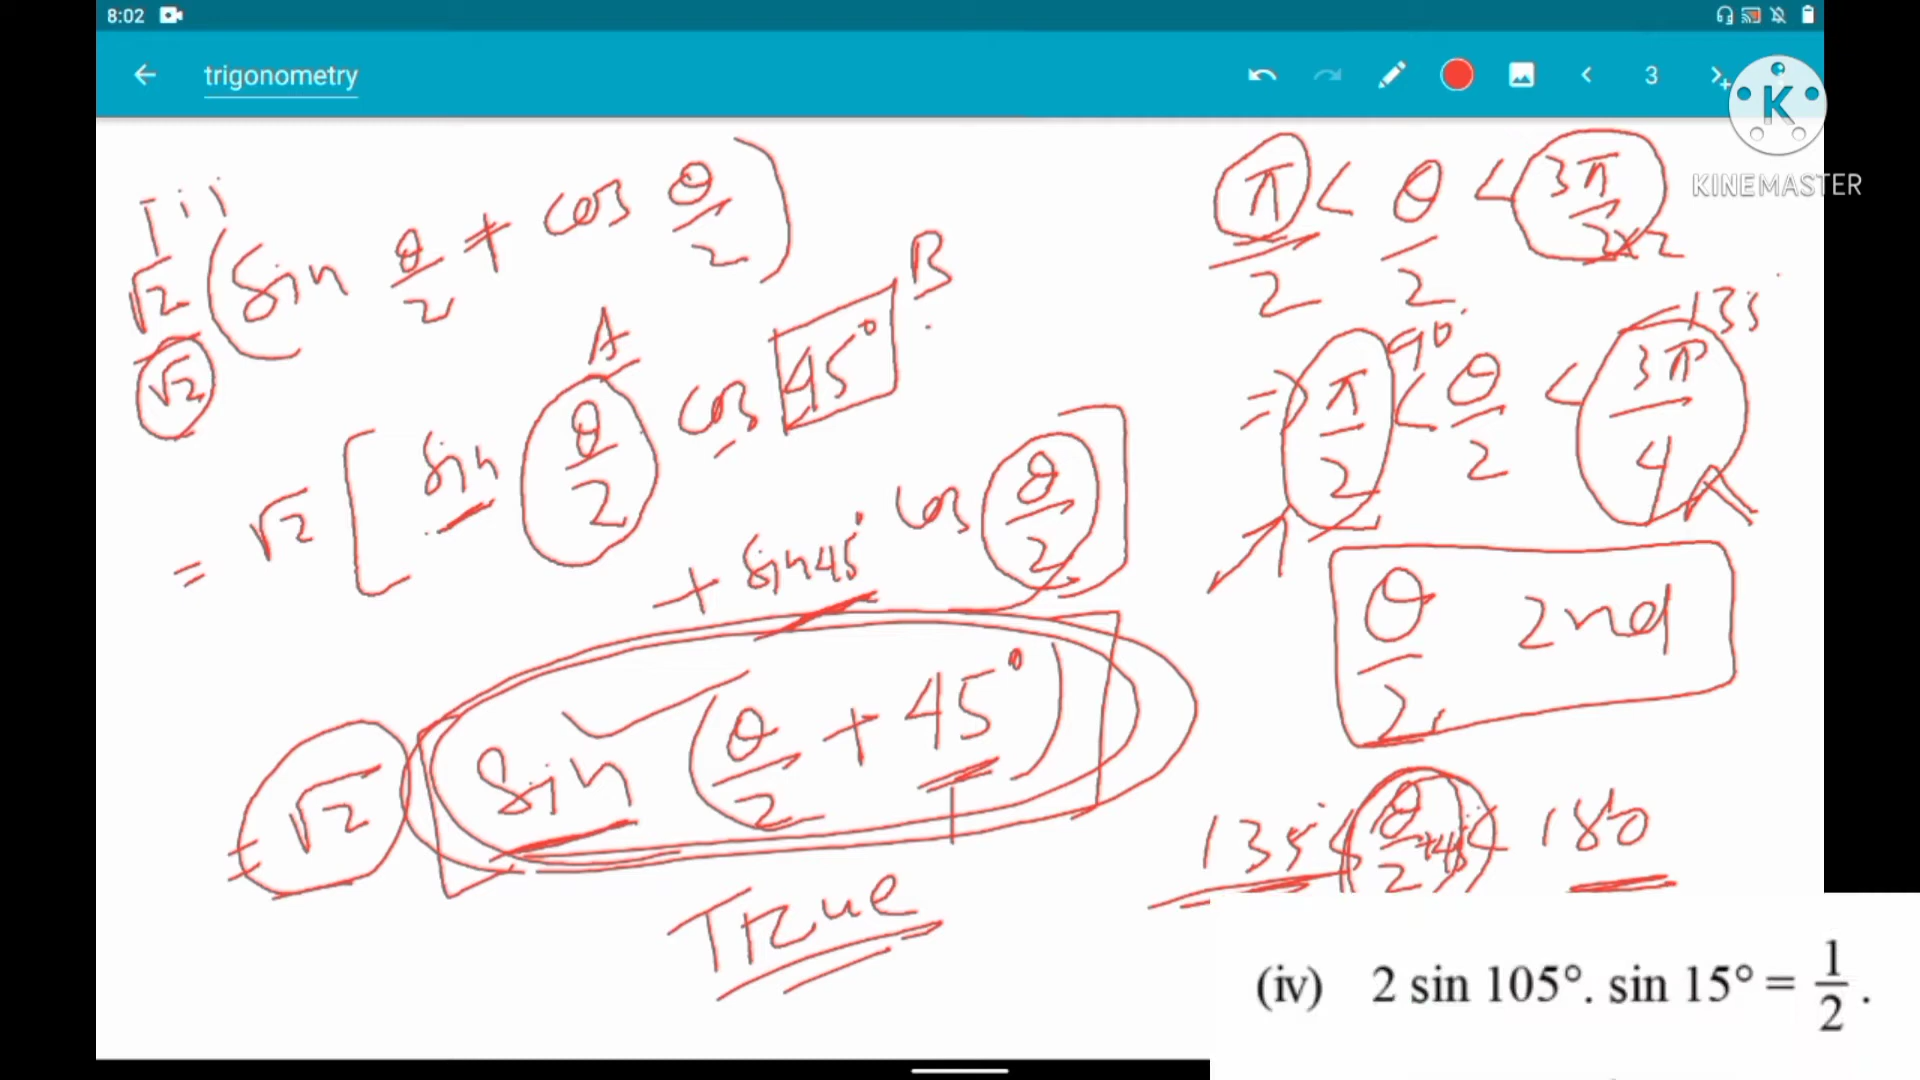 8:02
trigonometry
3
K
KINEMASTER
√2 ( sin θ/2 + cos θ/2 )
√2
A
B
= √2 [ sin θ/2 cos 45°
+ sin 45° cos θ/2 ]
= √2 sin ( θ/2 + 45° )
True
π/2 < θ/2 < 3π/2×2
90° 135
⇒ π/2 < θ/2 < 3π/4
θ/2 2nd
135° < θ/2 +45° < 180
(iv) 2 sin 105°. sin 15° = 1/2 .